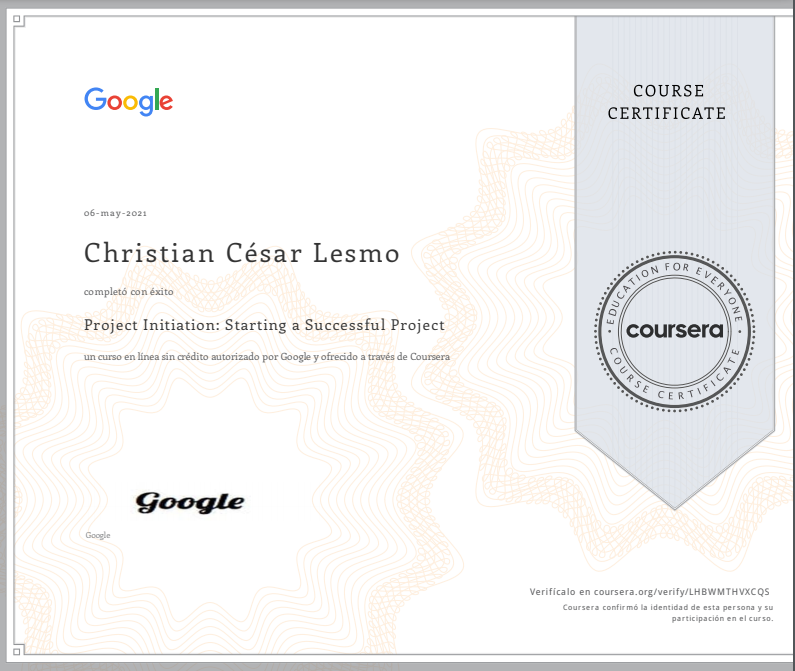 Google
COURSE
CERTIFICATE
06-may-2021
Christian César Lesmo
completó con éxito
Project Initiation: Starting a Successful Project
un curso en línea sin crédito autorizado por Google y ofrecido a través de Coursera
EDUCATION FOR EVERYONE
coursera
COURSE CERTIFICATE
Google
Google
Verifícalo en coursera.org/verify/LHBWMTHVXCQS
Coursera confirmó la identidad de esta persona y su
participación en el curso.